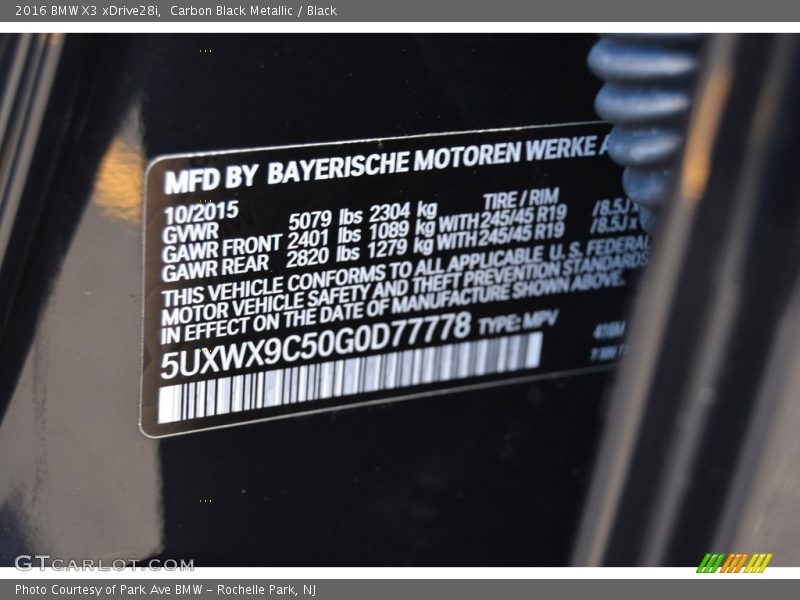 2016 BMW X3 xDrive28i, Carbon Black Metallic / Black
MFD BY BAYERISCHE MOTOREN WERKE
10/2015 TIRE / RIM
GVWR 5079 lbs 2304 kg
GAWR FRONT 2401 lbs 1089 kg WITH 245/45 R19 /8.5J
GAWR REAR 2820 lbs 1279 kg WITH 245/45 R19 /8.5J
THIS VEHICLE CONFORMS TO ALL APPLICABLE U. S. FEDERAL
MOTOR VEHICLE SAFETY AND THEFT PREVENTION STANDARDS
IN EFFECT ON THE DATE OF MANUFACTURE SHOWN ABOVE.
5UXWX9C50G0D77778 TYPE: MPV
GTCARLOT.COM
Photo Courtesy of Park Ave BMW - Rochelle Park, NJ